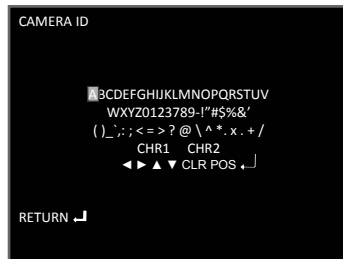 CAMERA ID
ABCDEFGHIJKLMNOPQRSTUV
WXYZ0123789-!"#$%&'
( )_`,: ; < = > ? @ \ ^ *. x . + /
CHR1 CHR2
◄ ► ▲ ▼ CLR POS ↵
RETURN ↵